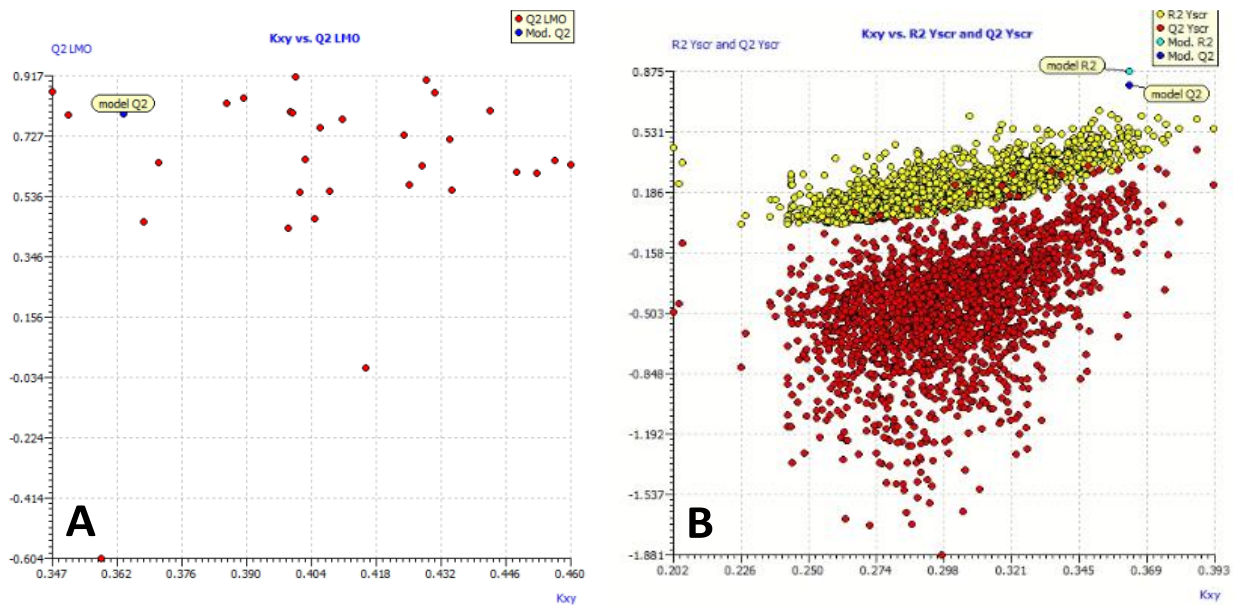 Kxy vs. Q2 LMO
Q2 LMO
Mod. Q2
Q2 LMO
0.917
0.727
0.536
0.346
0.156
-0.034
-0.224
-0.414
-0.604
model Q2
A
0.347
0.362
0.376
0.390
0.404
0.418
0.432
0.446
0.460
Kxy
Kxy vs. R2 Yscr and Q2 Yscr
R2 Yscr
Q2 Yscr
Mod. R2
Mod. Q2
R2 Yscr and Q2 Yscr
model R2
model Q2
0.875
0.531
0.186
-0.158
-0.503
-0.848
-1.192
-1.537
-1.881
B
0.202
0.226
0.250
0.274
0.298
0.321
0.345
0.369
0.393
Kxy